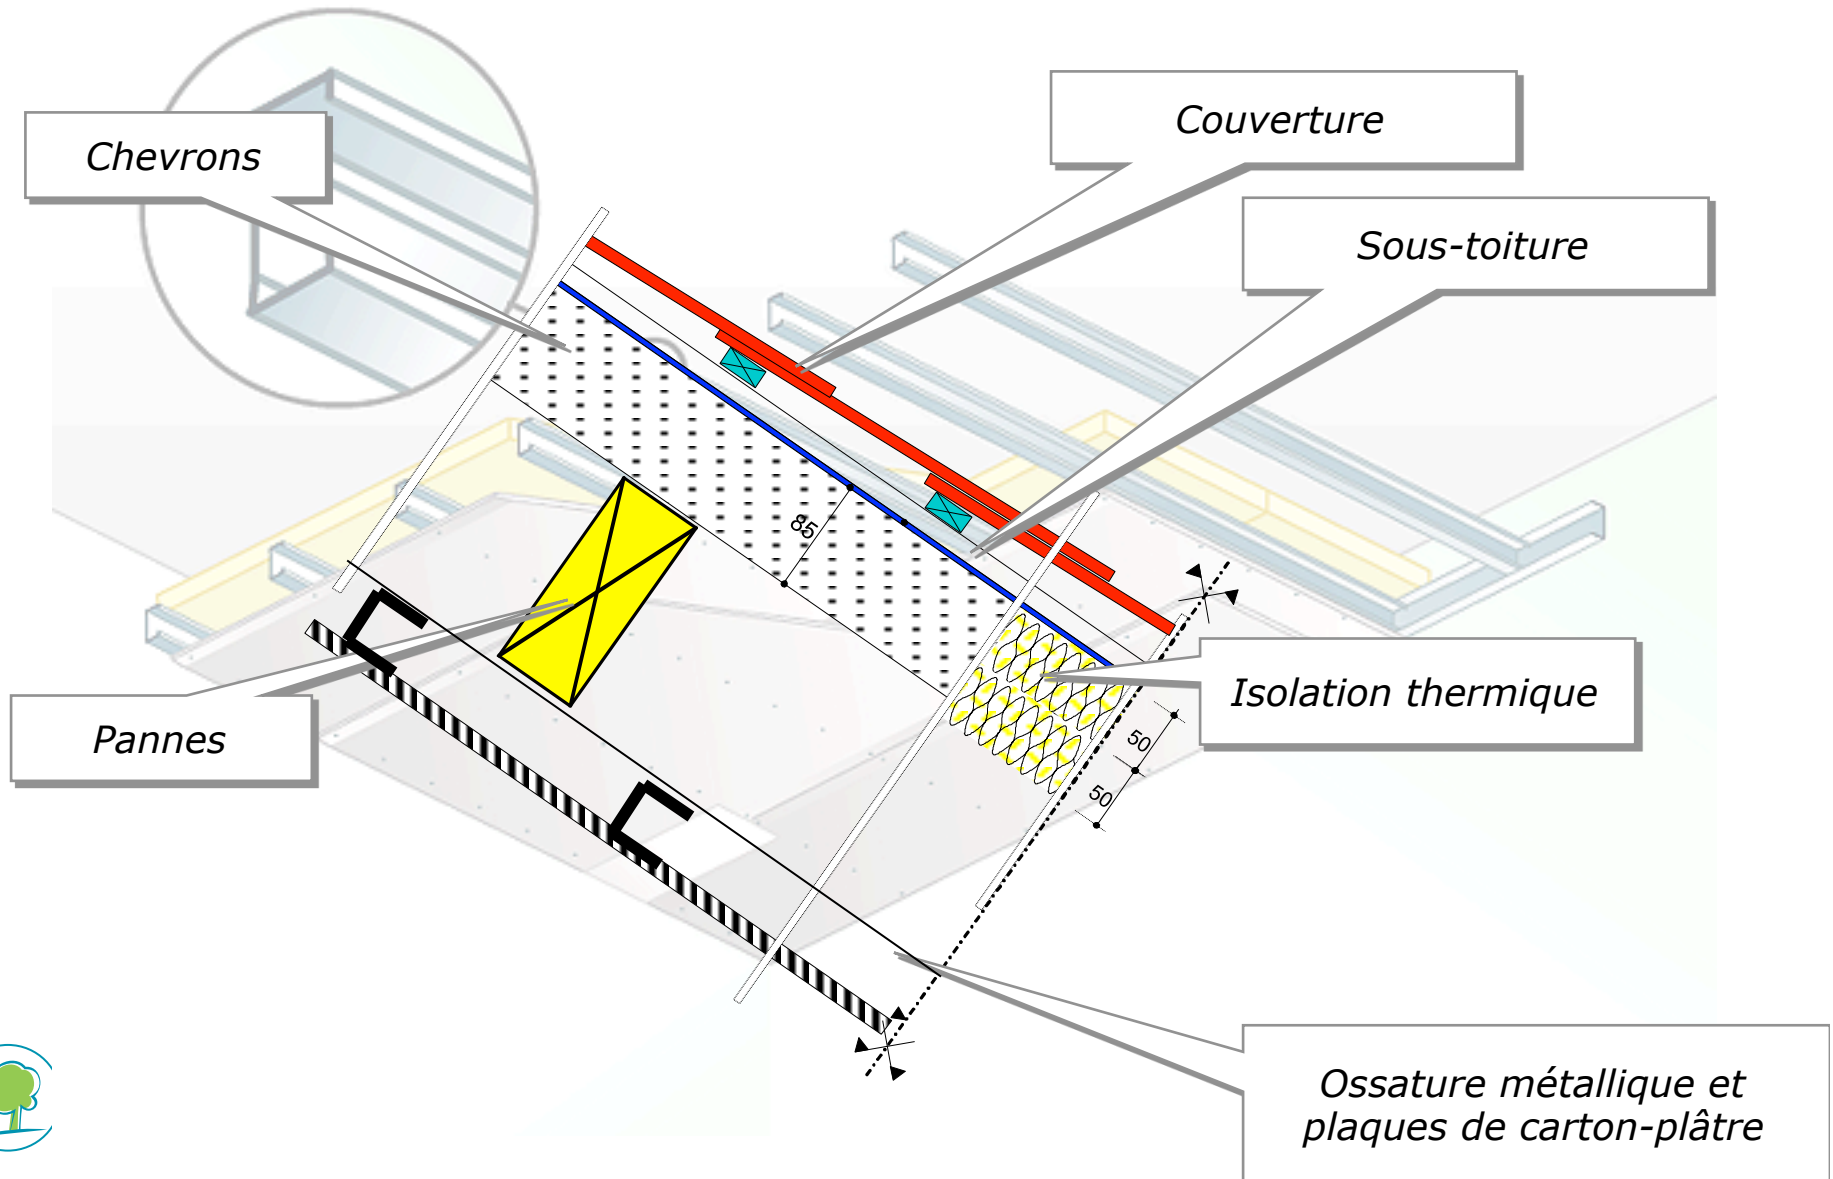 Couverture
Chevrons
Sous-toiture
85
Isolation thermique
Pannes
50
50
Ossature métallique et
plaques de carton-plâtre